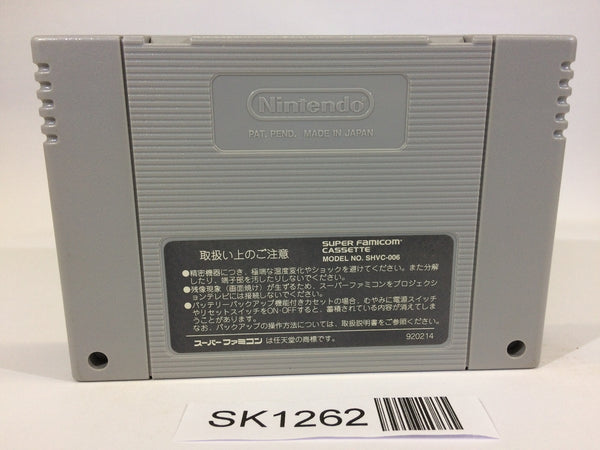 Nintendo
PAT. PEND. MADE IN JAPAN
取扱い上のご注意
SUPER FAMICOM
CASSETTE
MODEL NO. SHVC-006
●精密機器につき、極端な温度変化やショックを避けてください。また分解
したり、端子部を汚したりしないでください。
●残像現象（画面焼け）が生ずるため、スーパーファミコンをプロジェクシ
ョンテレビには接続しないでください。
●バッテリーバックアップ機能付きカセットの場合、むやみに電源スイッチ
やリセットスイッチをON・OFFすると、蓄積されている内容が消えてしま
うことがあります。
なお、バックアップの操作方法については、取扱説明書をご参照ください。
スーパーファミコン は任天堂の商標です。
920214
SK1262